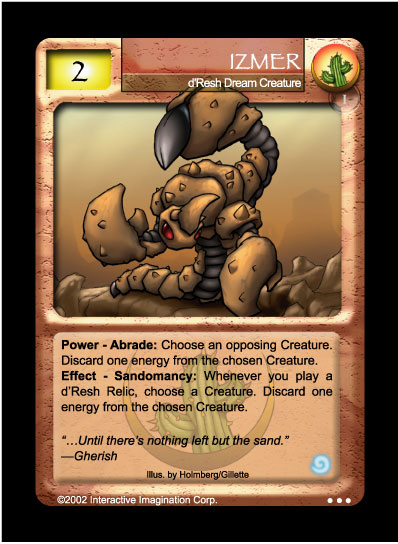 2
IZMER
d'Resh Dream Creature
1
Power - Abrade: Choose an opposing Creature.
Discard one energy from the chosen Creature.
Effect - Sandomancy: Whenever you play a
d'Resh Relic, choose a Creature. Discard one
energy from the chosen Creature.
“…Until there's nothing left but the sand.”
—Gherish
Illus. by Holmberg/Gillette
©2002 Interactive Imagination Corp.